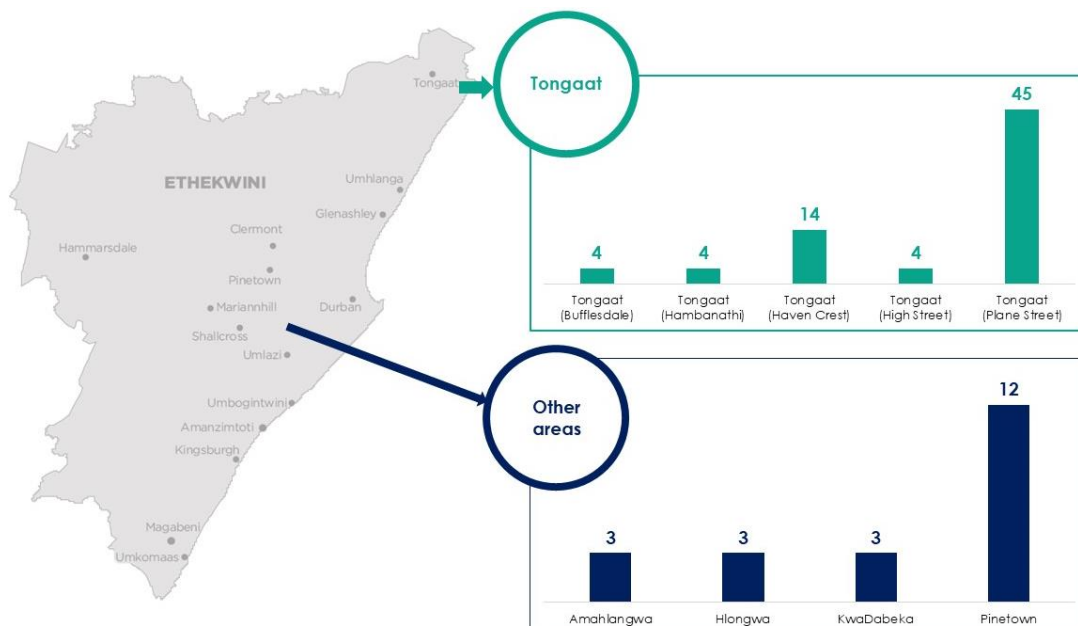 Tongaat
ETHEKWINI
Umhlanga
Glenashley
Clermont
Hammarsdale
Pinetown
Mariannhill
Durban
Shallcross
Umlazi
Umbogintwini
Amanzimtoti
Kingsburgh
Magabeni
Umkomaas
Tongaat
4
4
14
4
45
Tongaat
(Bufflesdale)
Tongaat
(Hambanathi)
Tongaat
(Haven Crest)
Tongaat
(High Street)
Tongaat
(Plane Street)
Other
areas
3
3
3
12
Amahlangwa
Hlongwa
KwaDabeka
Pinetown